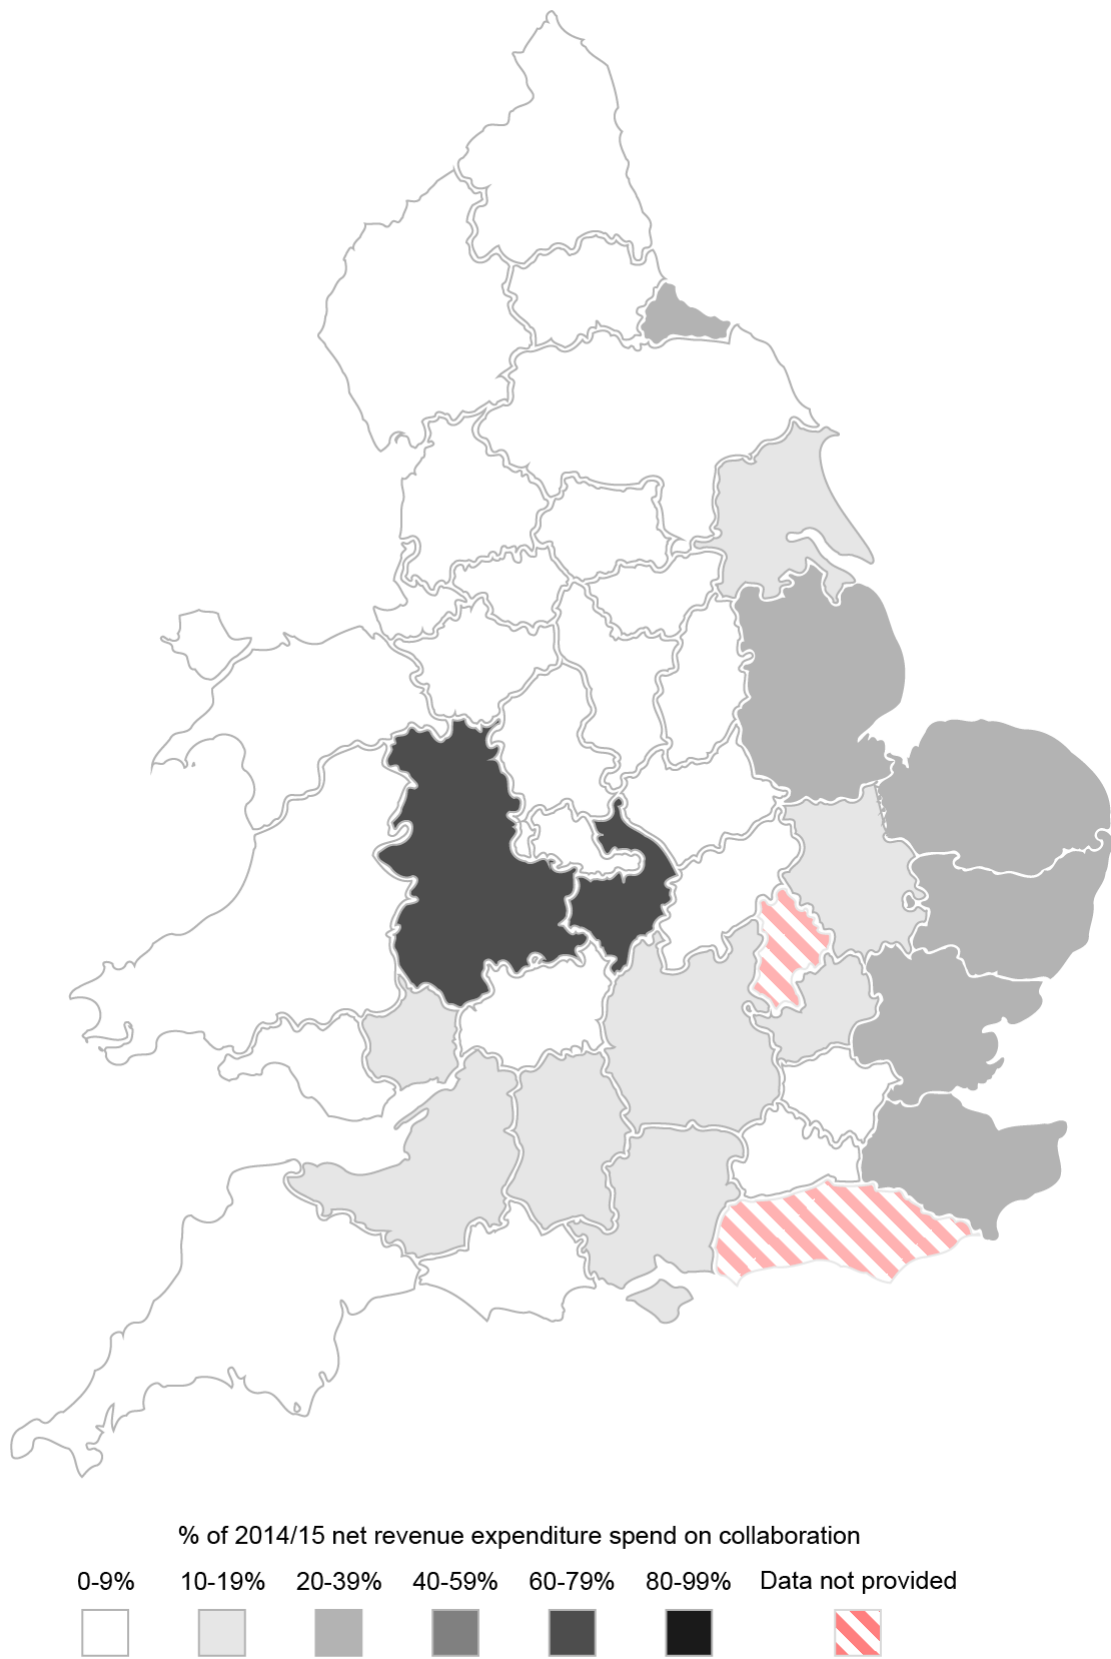 % of 2014/15 net revenue expenditure spend on collaboration
0-9% 10-19% 20-39% 40-59% 60-79% 80-99% Data not provided